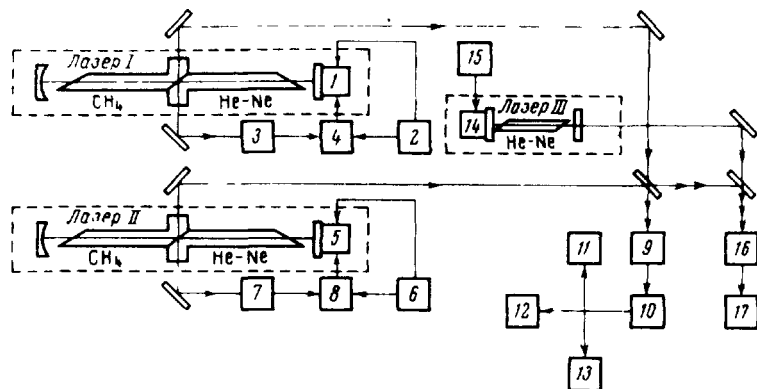 Лазер I
CH₄
He-Ne
1
3
4
2
15
Лазер III
14
He-Ne
Лазер II
CH₄
He-Ne
5
7
8
6
9
16
11
12
10
17
13